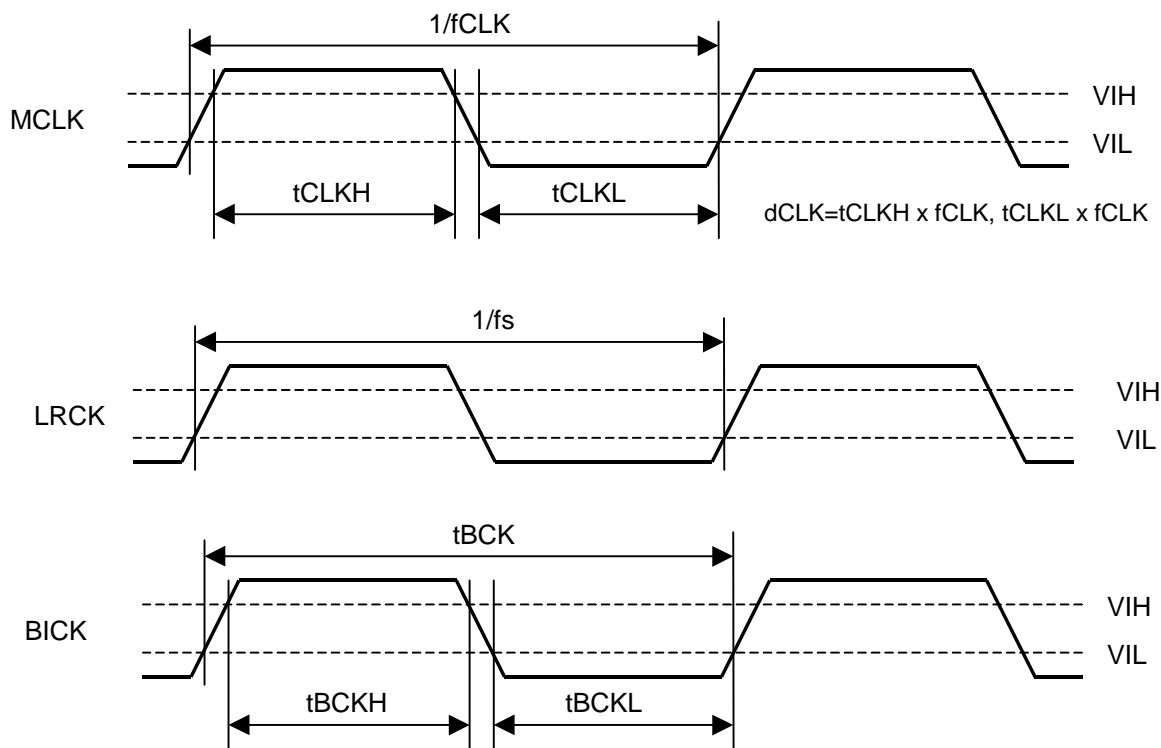 1/fCLK
MCLK
VIH
VIL
tCLKH
tCLKL
dCLK=tCLKH x fCLK, tCLKL x fCLK
1/fs
LRCK
VIH
VIL
tBCK
BICK
VIH
VIL
tBCKH
tBCKL